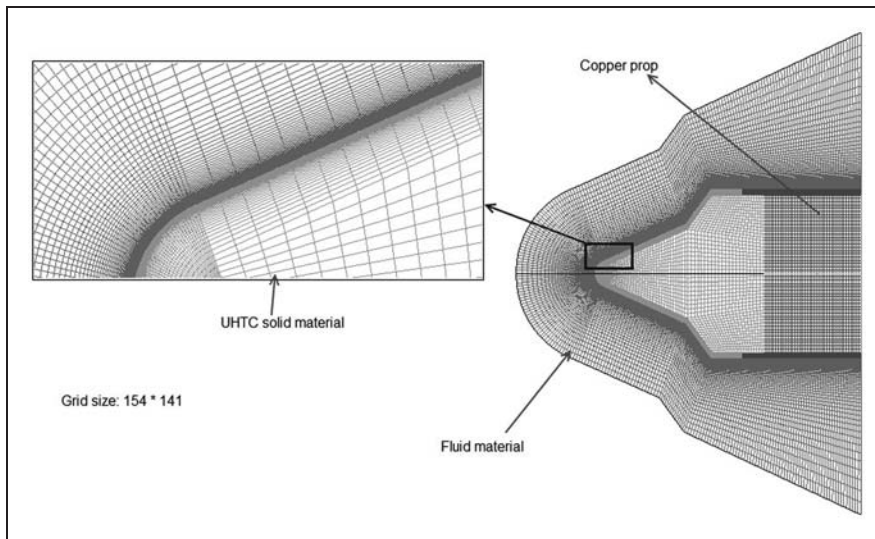 Copper prop
UHTC solid material
Grid size: 154 * 141
Fluid material